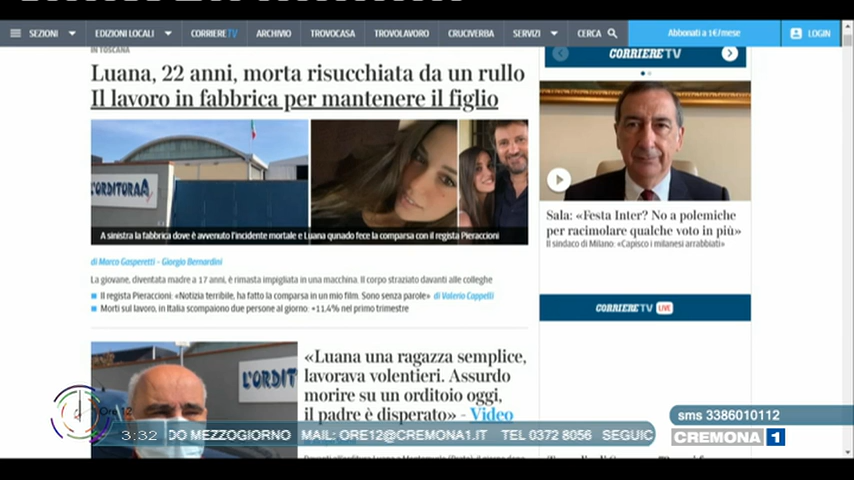 SEZIONI EDIZIONI LOCALI CORRIERETV ARCHIVIO TROVOCASA TROVOLAVORO CRUCIVERBA SERVIZI CERCA Abbonati a 1€/mese LOGIN
IN TOSCANA
Luana, 22 anni, morta risucchiata da un rullo
Il lavoro in fabbrica per mantenere il figlio
L'ORDITURA A
A sinistra la fabbrica dove è avvenuto l'incidente mortale e Luana qunado fece la comparsa con il regista Pieraccioni
di Marco Gasperetti - Giorgio Bernardini
La giovane, diventata madre a 17 anni, è rimasta impigliata in una macchina. Il corpo straziato davanti alle colleghe
Il regista Pieraccioni: «Notizia terribile, ha fatto la comparsa in un mio film. Sono senza parole» di Valerio Cappelli
Morti sul lavoro, in Italia scompaiono due persone al giorno: +11,4% nel primo trimestre
CORRIERETV
Sala: «Festa Inter? No a polemiche
per racimolare qualche voto in più»
Il sindaco di Milano: «Capisco i milanesi arrabbiati»
CORRIERETV LIVE
L'ORDIT
«Luana una ragazza semplice,
lavorava volentieri. Assurdo
morire su un orditoio oggi,
il padre è disperato» - Video
Ore 12
3:32 DO MEZZOGIORNO MAIL: ORE12@CREMONA1.IT TEL 0372 8056 SEGUIC
sms 3386010112
CREMONA 1